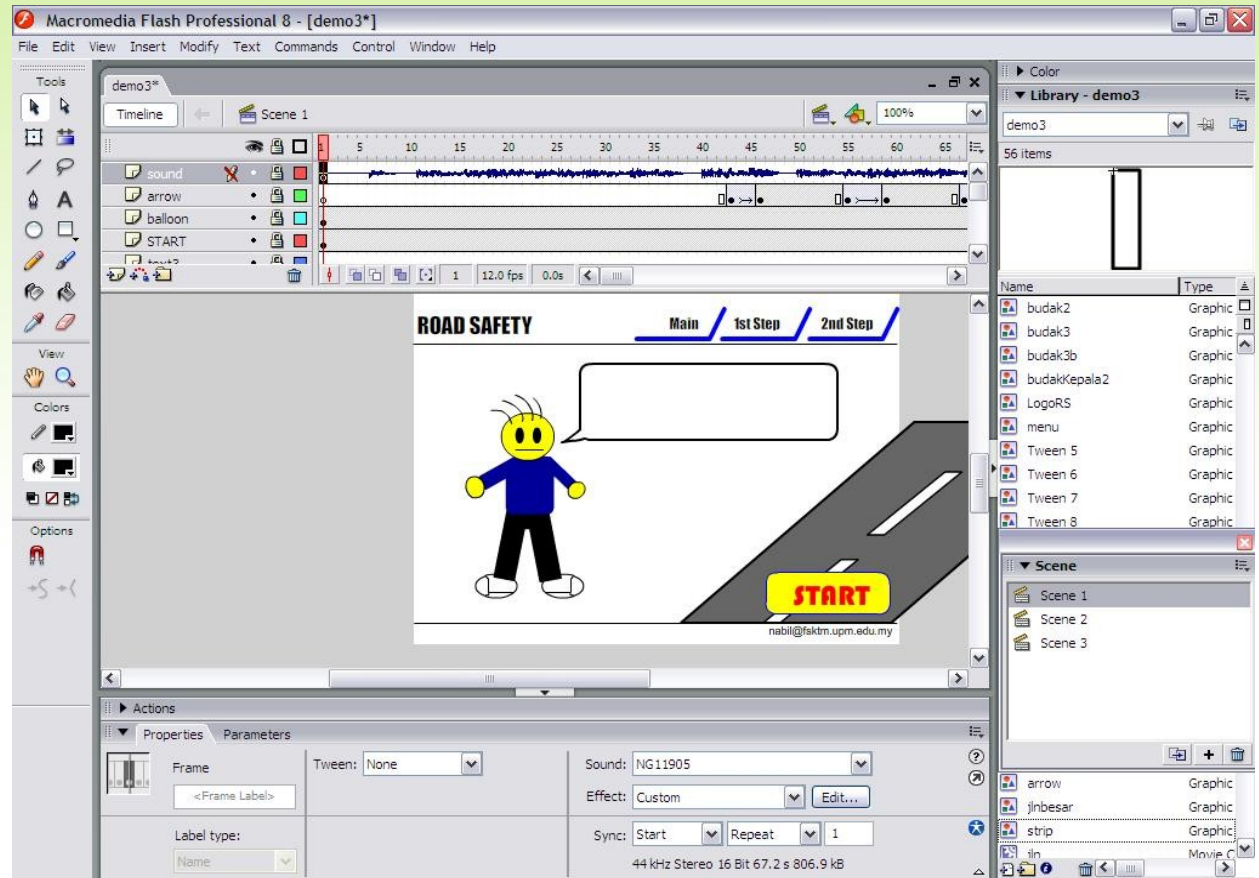 Macromedia Flash Professional 8 - [demo3*]
File Edit View Insert Modify Text Commands Control Window Help
Tools
View
Colors
Options
demo3*
Timeline
Scene 1
100%
1 5 10 15 20 25 30 35 40 45 50 55 60 65
sound
arrow
balloon
START
text2
1 12.0 fps 0.0s
ROAD SAFETY
Main
1st Step
2nd Step
START
nabil@fsktm.upm.edu.my
Actions
Properties Parameters
Frame
<Frame Label>
Label type:
Name
Tween: None
Sound: NG11905
Effect: Custom Edit...
Sync: Start Repeat 1
44 kHz Stereo 16 Bit 67.2 s 806.9 kB
Color
Library - demo3
demo3
56 items
Name Type
budak2 Graphic
budak3 Graphic
budak3b Graphic
budakKepala2 Graphic
LogoRS Graphic
menu Graphic
Tween 5 Graphic
Tween 6 Graphic
Tween 7 Graphic
Tween 8 Graphic
Scene
Scene 1
Scene 2
Scene 3
arrow Graphic
jlnbesar Graphic
strip Graphic
jln Movie C